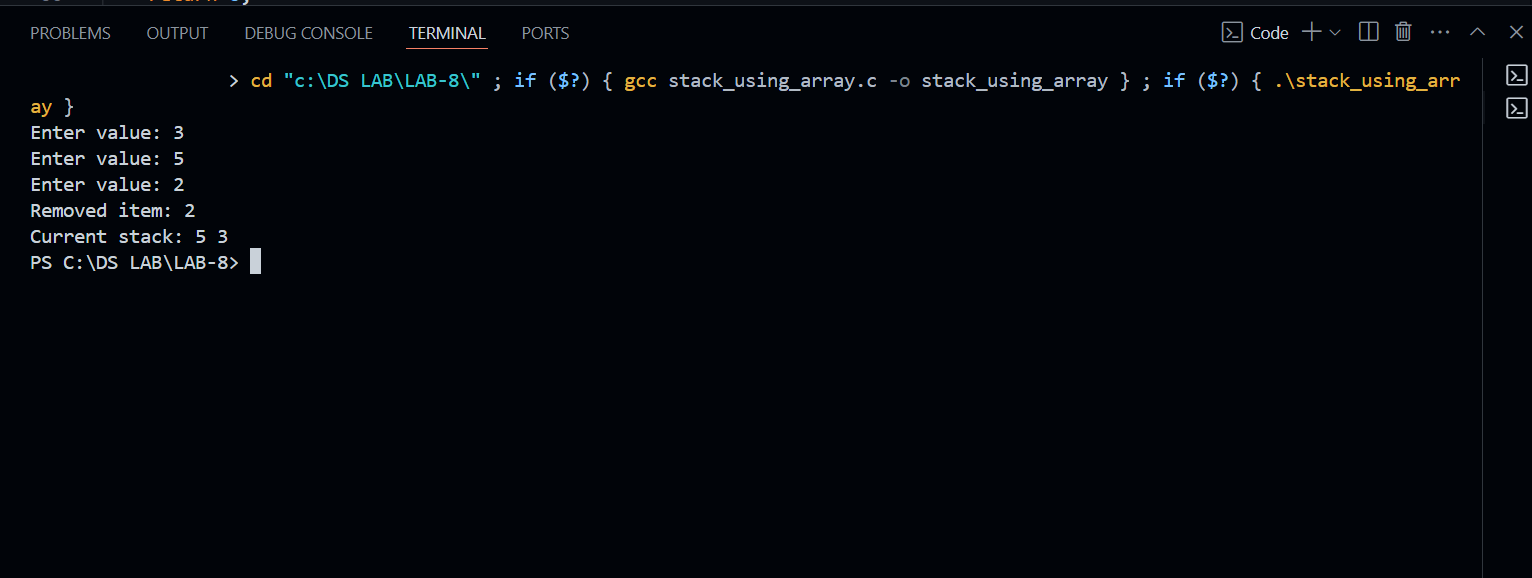 PROBLEMS OUTPUT DEBUG CONSOLE TERMINAL PORTS Code
> cd "c:\DS LAB\LAB-8\" ; if ($?) { gcc stack_using_array.c -o stack_using_array } ; if ($?) { .\stack_using_arr
ay }
Enter value: 3
Enter value: 5
Enter value: 2
Removed item: 2
Current stack: 5 3
PS C:\DS LAB\LAB-8>